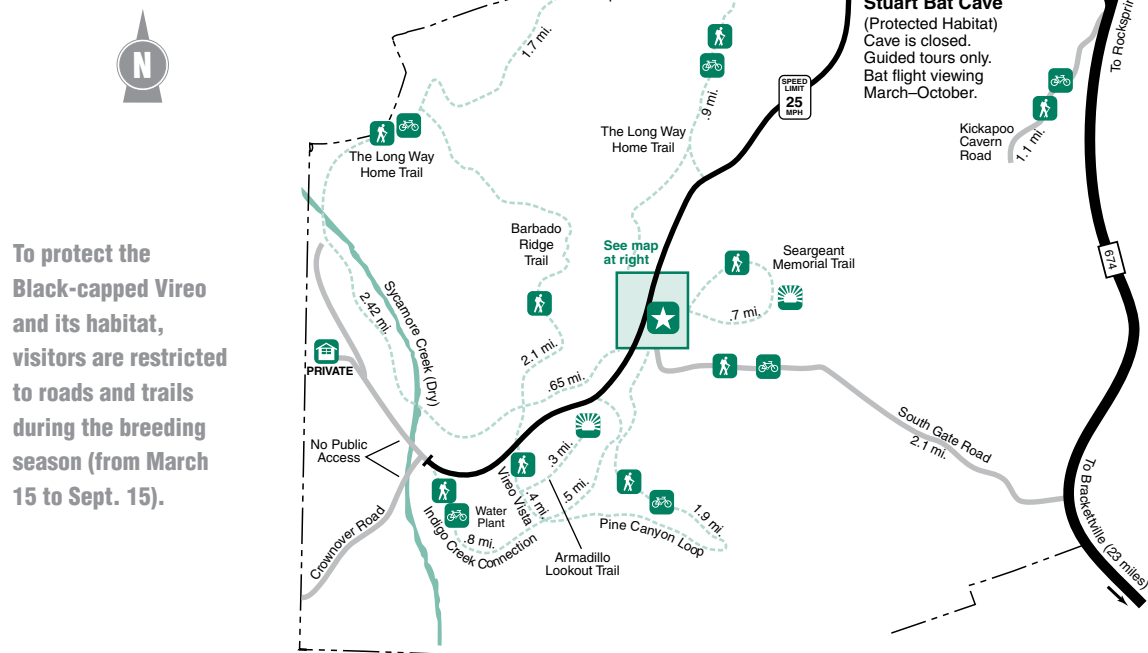 N
To protect the
Black-capped Vireo
and its habitat,
visitors are restricted
to roads and trails
during the breeding
season (from March
15 to Sept. 15).
Stuart Bat Cave
(Protected Habitat)
Cave is closed.
Guided tours only.
Bat flight viewing
March–October.
1.7 mi.
.9 mi.
SPEED
LIMIT
25
MPH
The Long Way
Home Trail
The Long Way
Home Trail
Kickapoo
Cavern
Road
1.1 mi.
674
Barbado
Ridge
Trail
See map
at right
Seargeant
Memorial Trail
.7 mi.
2.42 mi.
Sycamore Creek (Dry)
PRIVATE
2.1 mi.
.65 mi.
South Gate Road
2.1 mi.
No Public
Access
Crownover Road
Water
Plant
.8 mi.
Indigo Creek Connection
Vireo Vista
.4 mi.
.3 mi.
.5 mi.
Armadillo
Lookout Trail
Pine Canyon Loop
1.9 mi.
To Brackettville (23 miles)